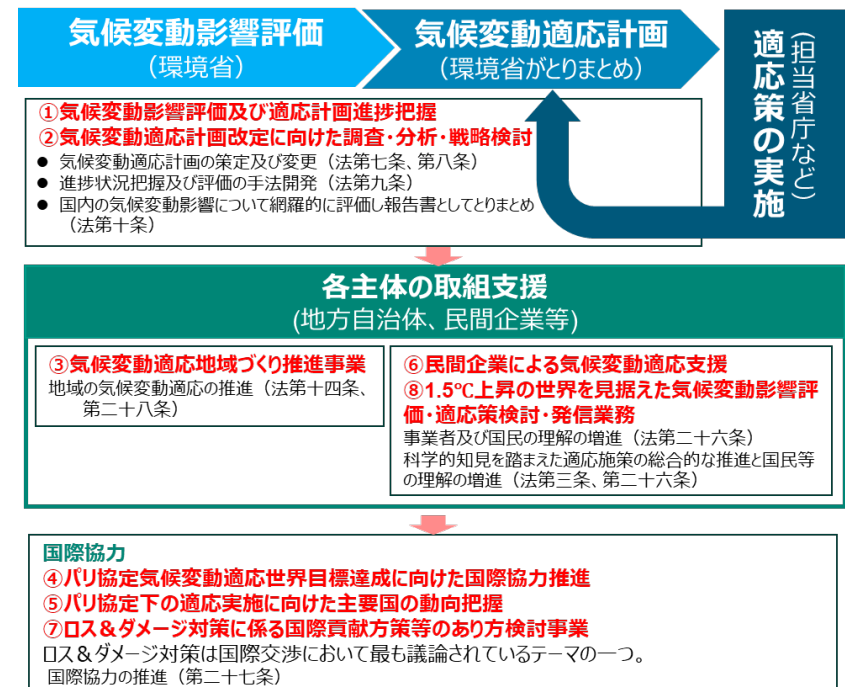 気候変動影響評価
（環境省）
気候変動適応計画
（環境省がとりまとめ）
適応策の実施
（担当省庁など）
①気候変動影響評価及び適応計画進捗把握
②気候変動適応計画改定に向けた調査・分析・戦略検討
● 気候変動適応計画の策定及び変更（法第七条、第八条）
● 進捗状況把握及び評価の手法開発（法第九条）
● 国内の気候変動影響について網羅的に評価し報告書としてとりまとめ
（法第十条）
各主体の取組支援
(地方自治体、民間企業等)
③気候変動適応地域づくり推進事業
地域の気候変動適応の推進（法第十四条、
第二十八条）
⑥民間企業による気候変動適応支援
⑧1.5℃上昇の世界を見据えた気候変動影響評
価・適応策検討・発信業務
事業者及び国民の理解の増進（法第二十六条）
科学的知見を踏まえた適応施策の総合的な推進と国民等
の理解の増進（法第三条、第二十六条）
国際協力
④パリ協定気候変動適応世界目標達成に向けた国際協力推進
⑤パリ協定下の適応実施に向けた主要国の動向把握
⑦ロス＆ダメージ対策に係る国際貢献方策等のあり方検討事業
ロス＆ダメージ対策は国際交渉において最も議論されているテーマの一つ。
国際協力の推進（第二十七条）